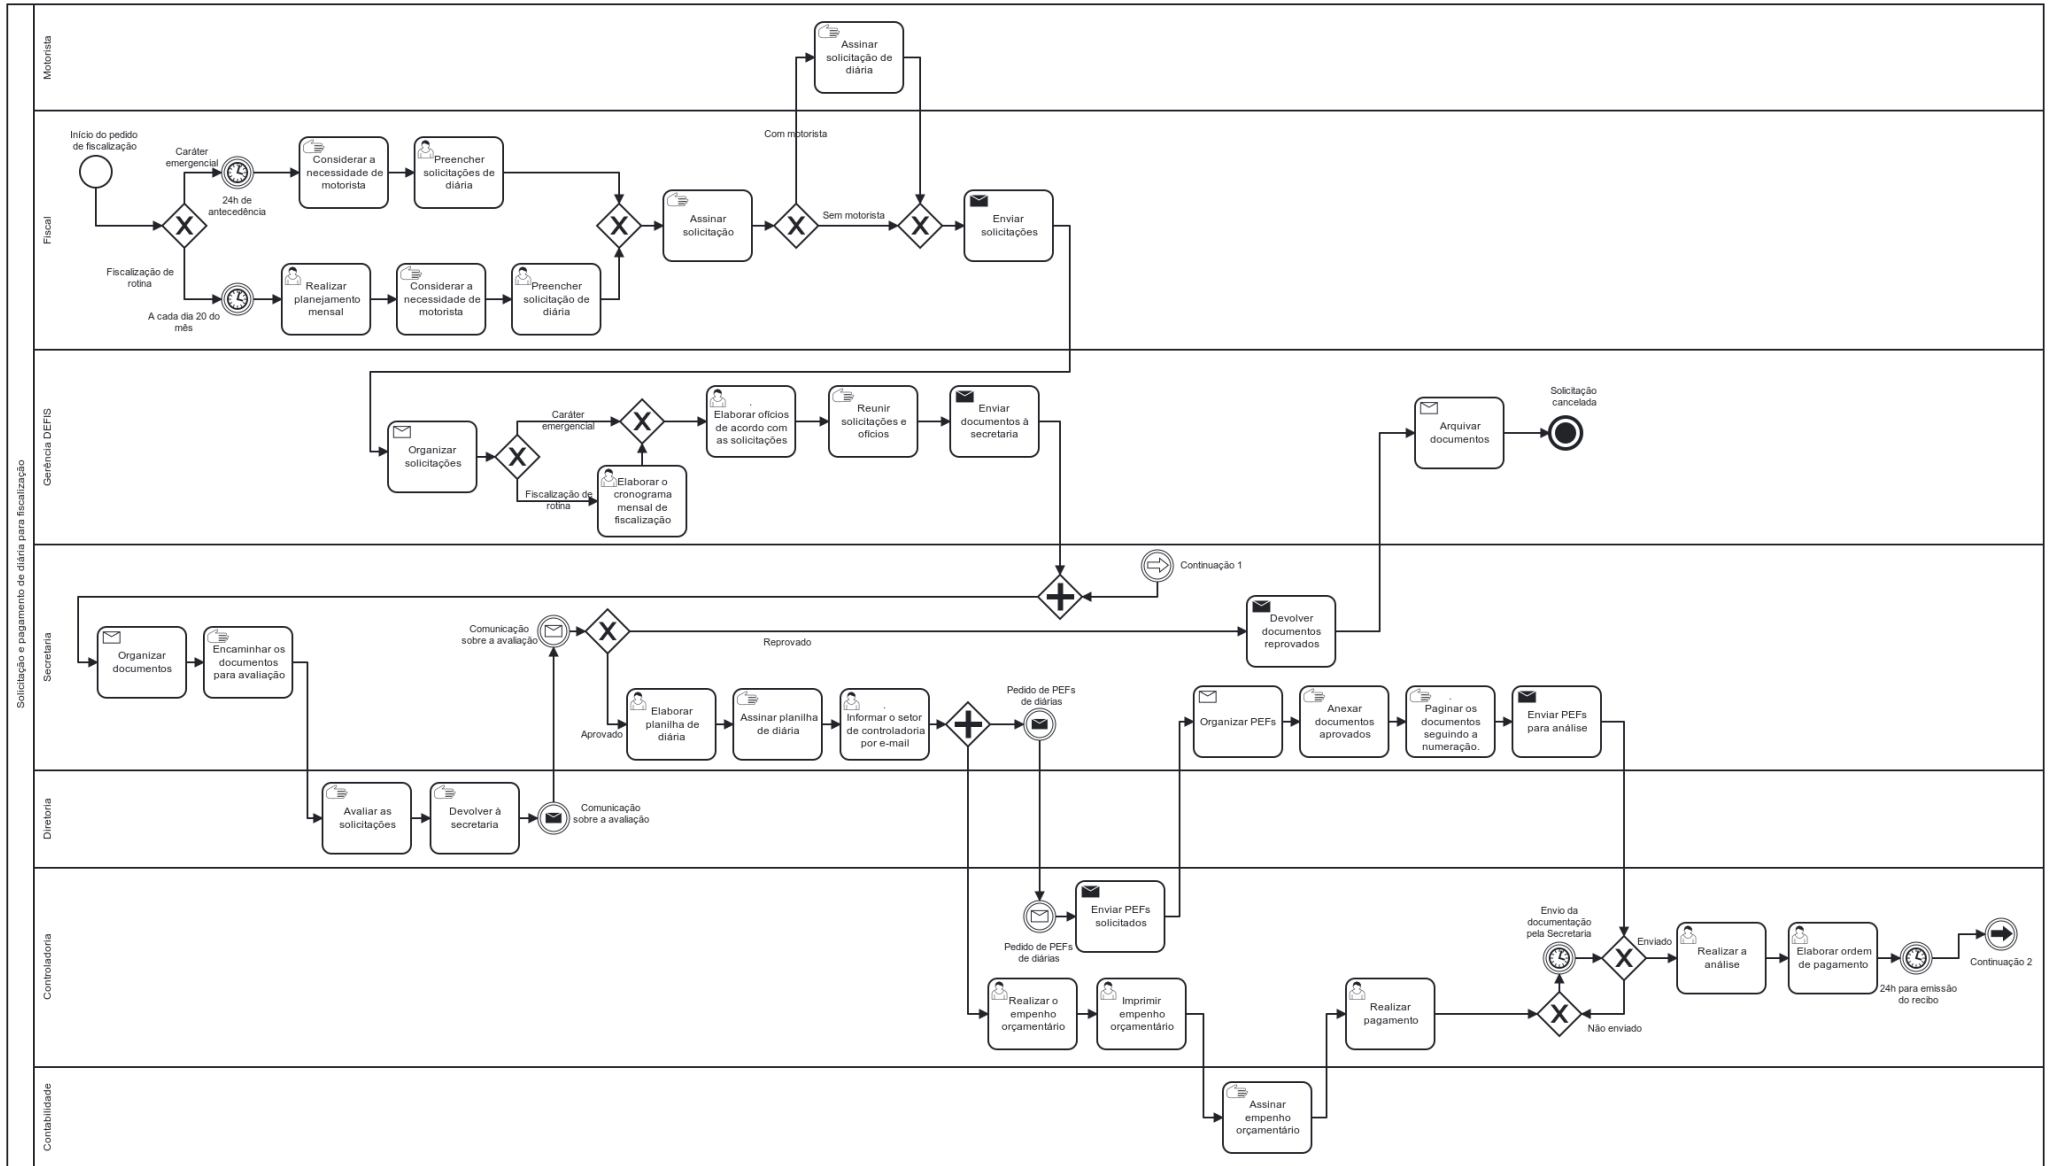 Solicitação e pagamento de diária para fiscalização
Motorista
Assinar
solicitação de
diária
Fiscal
Início do pedido
de fiscalização
Caráter
emergencial
24h de
antecedência
Considerar a
necessidade de
motorista
Preencher
solicitações de
diária
Fiscalização de
rotina
A cada dia 20 do
mês
Realizar
planejamento
mensal
Considerar a
necessidade de
motorista
Preencher
solicitação de
diária
Assinar
solicitação
Com motorista
Sem motorista
Enviar
solicitações
Gerência DEFIS
Organizar
solicitações
Caráter
emergencial
Fiscalização de
rotina
Elaborar o
cronograma
mensal de
fiscalização
.
Elaborar ofícios
de acordo com
as solicitações
Reunir
solicitações e
ofícios
Enviar
documentos à
secretaria
Arquivar
documentos
Solicitação
cancelada
Secretaria
Continuação 1
Organizar
documentos
Encaminhar os
documentos
para avaliação
Comunicação
sobre a avaliação
Reprovado
Devolver
documentos
reprovados
Aprovado
Elaborar
planilha de
diária
Assinar planilha
de diária
.
Informar o setor
de controladoria
por e-mail
Pedido de PEFs
de diárias
Organizar PEFs
Anexar
documentos
aprovados
.
Paginar os
documentos
seguindo a
numeração.
Enviar PEFs
para análise
Diretoria
Avaliar as
solicitações
Devolver à
secretaria
Comunicação
sobre a avaliação
Controladoria
Pedido de PEFs
de diárias
Enviar PEFs
solicitados
Realizar o
empenho
orçamentário
Imprimir
empenho
orçamentário
Realizar
pagamento
Envio da
documentação
pela Secretaria
Enviado
Não enviado
Realizar a
análise
Elaborar ordem
de pagamento
24h para emissão
do recibo
Continuação 2
Contabilidade
Assinar
empenho
orçamentário